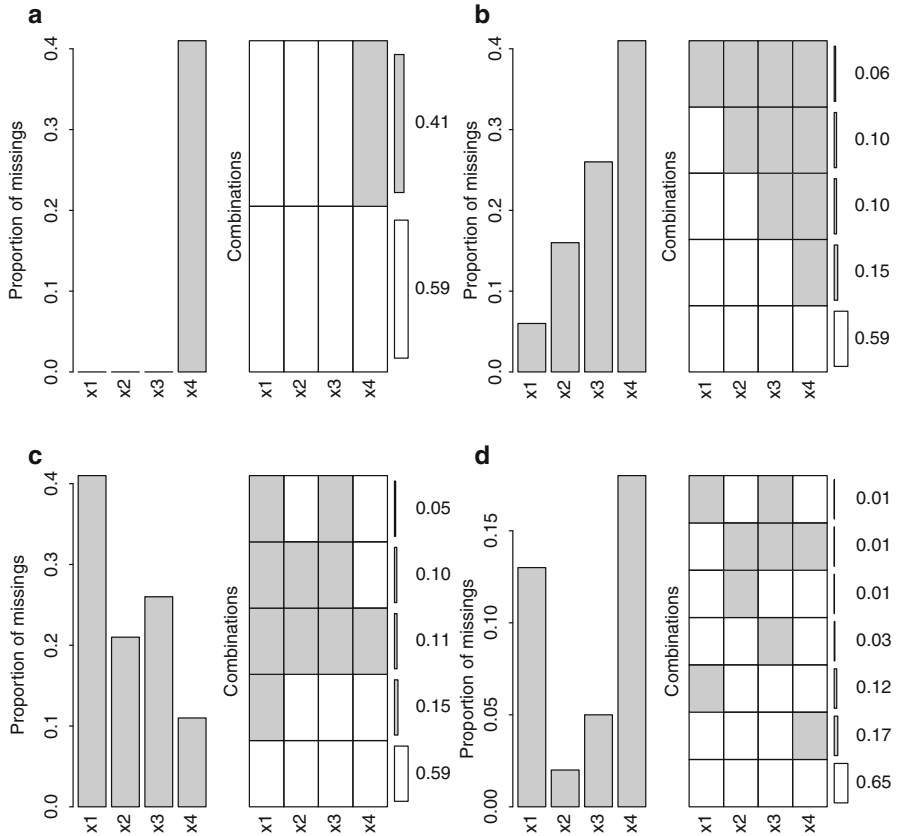 a
Proportion of missings
0.0 0.1 0.2 0.3 0.4
x1 x2 x3 x4
Combinations
x1 x2 x3 x4
0.41
0.59
b
Proportion of missings
0.0 0.1 0.2 0.3 0.4
x1 x2 x3 x4
Combinations
x1 x2 x3 x4
0.06
0.10
0.10
0.15
0.59
c
Proportion of missings
0.0 0.1 0.2 0.3 0.4
x1 x2 x3 x4
Combinations
x1 x2 x3 x4
0.05
0.10
0.11
0.15
0.59
d
Proportion of missings
0.00 0.05 0.10 0.15
x1 x2 x3 x4
Combinations
x1 x2 x3 x4
0.01
0.01
0.01
0.03
0.12
0.17
0.65